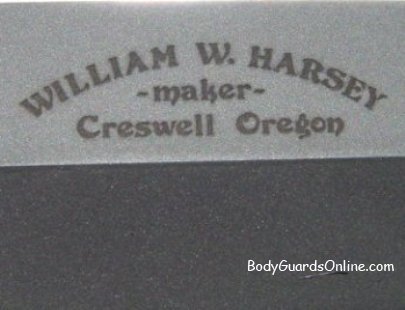 WILLIAM W. HARSEY
-maker-
Creswell Oregon
BodyGuardsOnline.com